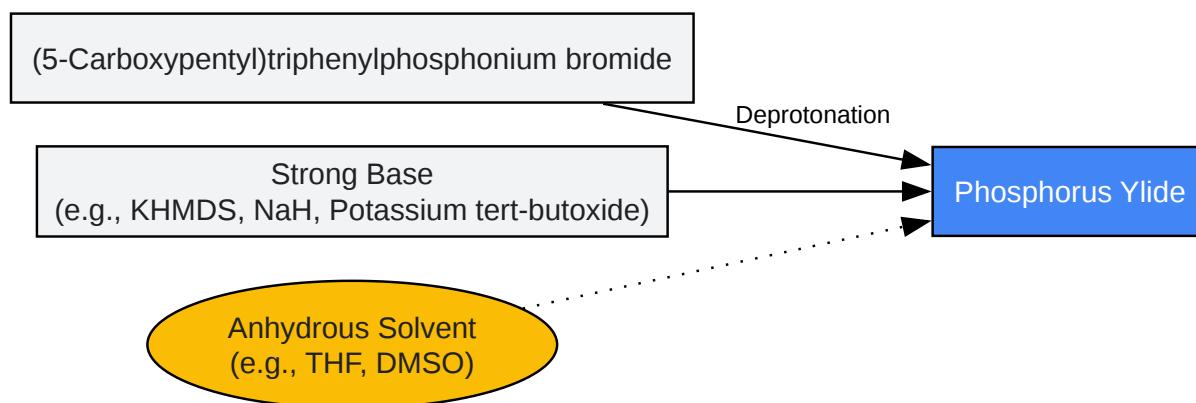 (5-Carboxypentyl)triphenylphosphonium bromide
Deprotonation
Strong Base
(e.g., KHMDS, NaH, Potassium tert-butoxide)
Phosphorus Ylide
Anhydrous Solvent
(e.g., THF, DMSO)